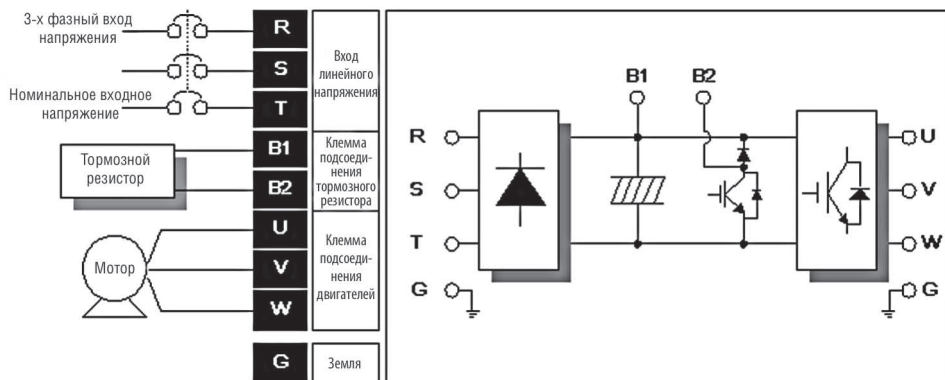 3-х фазный вход
напряжения
Номинальное входное
напряжение
Тормозной
резистор
Мотор
R
S
T
B1
B2
U
V
W
G
Вход
линейного
напряжения
Клемма
подсоеди-
нения
тормозного
резистора
Клемма
подсоеди-
нения
двигателей
Земля
B1
B2
R
S
T
G
U
V
W
G